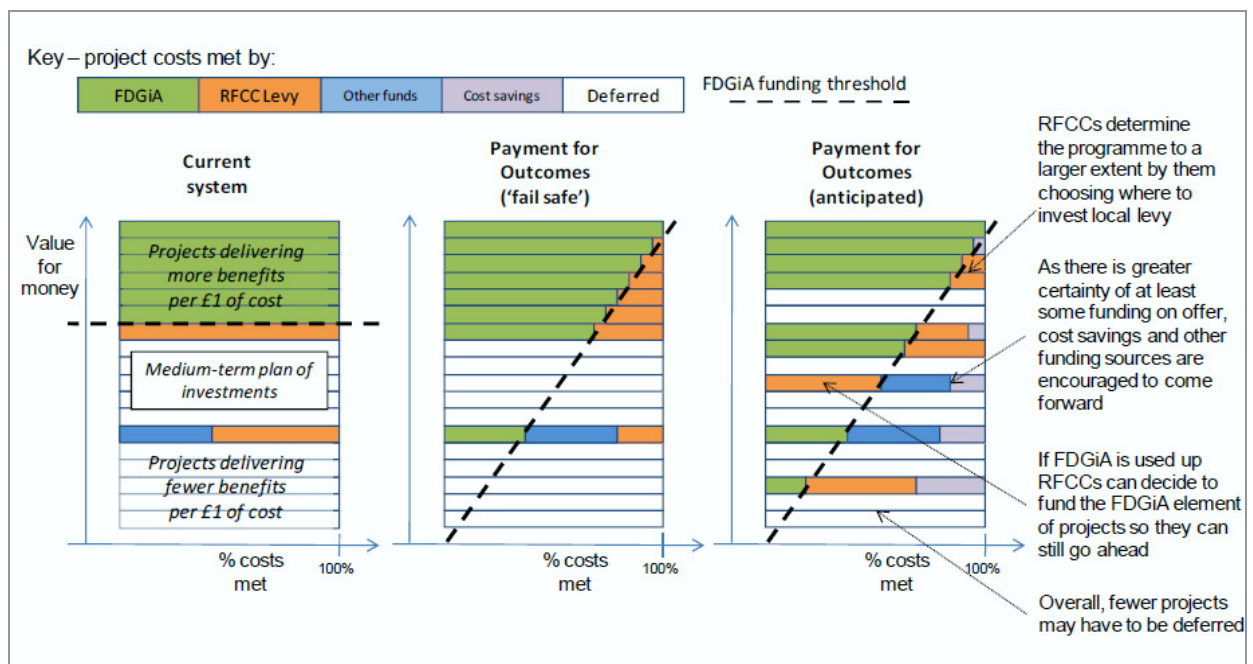 Key – project costs met by:
FDGiA
RFCC Levy
Other funds
Cost savings
Deferred
FDGiA funding threshold
Current
system
Payment for
Outcomes
('fail safe')
Payment for
Outcomes
(anticipated)
Value
for
money
Projects delivering
more benefits
per £1 of cost
Medium-term plan of
investments
Projects delivering
fewer benefits
per £1 of cost
% costs
met
100%
% costs
met
100%
% costs
met
100%
RFCCs determine
the programme to a
larger extent by them
choosing where to
invest local levy
As there is greater
certainty of at least
some funding on offer,
cost savings and other
funding sources are
encouraged to come
forward
If FDGiA is used up
RFCCs can decide to
fund the FDGiA element
of projects so they can
still go ahead
Overall, fewer projects
may have to be deferred